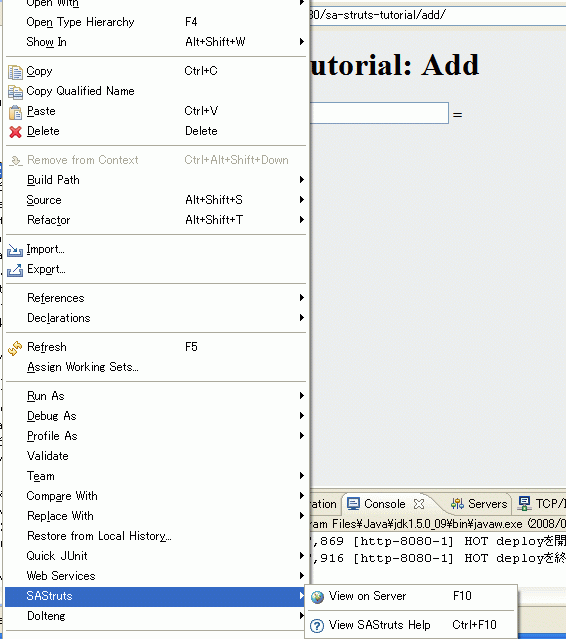 Open With
Open Type Hierarchy F4
Show In Alt+Shift+W
Copy Ctrl+C
Copy Qualified Name
Paste Ctrl+V
Delete Delete
Remove from Context Ctrl+Alt+Shift+Down
Build Path
Source Alt+Shift+S
Refactor Alt+Shift+T
Import...
Export...
References
Declarations
Refresh F5
Assign Working Sets...
Run As
Debug As
Profile As
Validate
Team
Compare With
Replace With
Restore from Local History...
Quick JUnit
Web Services
SAStruts
Dolteng
30/sa-struts-tutorial/add/
utorial: Add
=
ration Console Servers TCP/I
ram Files¥Java¥jdk1.5.0_09¥bin¥javaw.exe (2008/0
,869 [http-8080-1] HOT deployを開
,916 [http-8080-1] HOT deployを終
View on Server F10
View SAStruts Help Ctrl+F10